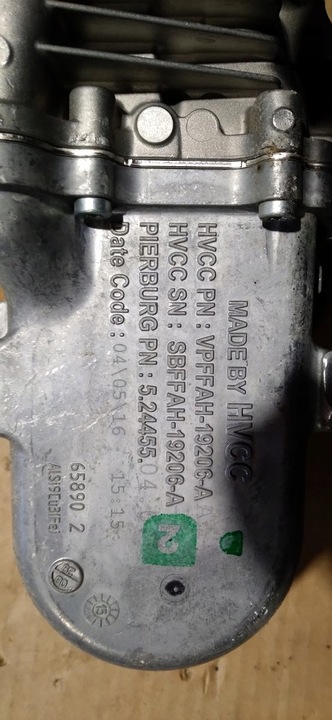 MADE BY HVCC
HVCC PN : VPFFAH-19206-A A
HVCC SN : SBFFAH-19206-A
PIERBURG PN : 5.24455.04.
Date Code : 04\05\16 15:15
2
65890 2
AlSi9Cu3(Fe)
15